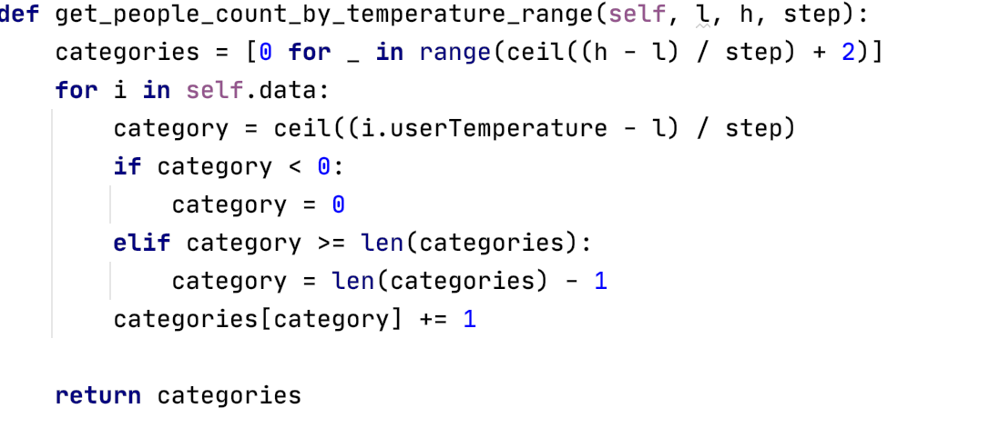 def get_people_count_by_temperature_range(self, l, h, step):
    categories = [0 for _ in range(ceil((h - l) / step) + 2)]
    for i in self.data:
        category = ceil((i.userTemperature - l) / step)
        if category < 0:
            category = 0
        elif category >= len(categories):
            category = len(categories) - 1
        categories[category] += 1
    return categories